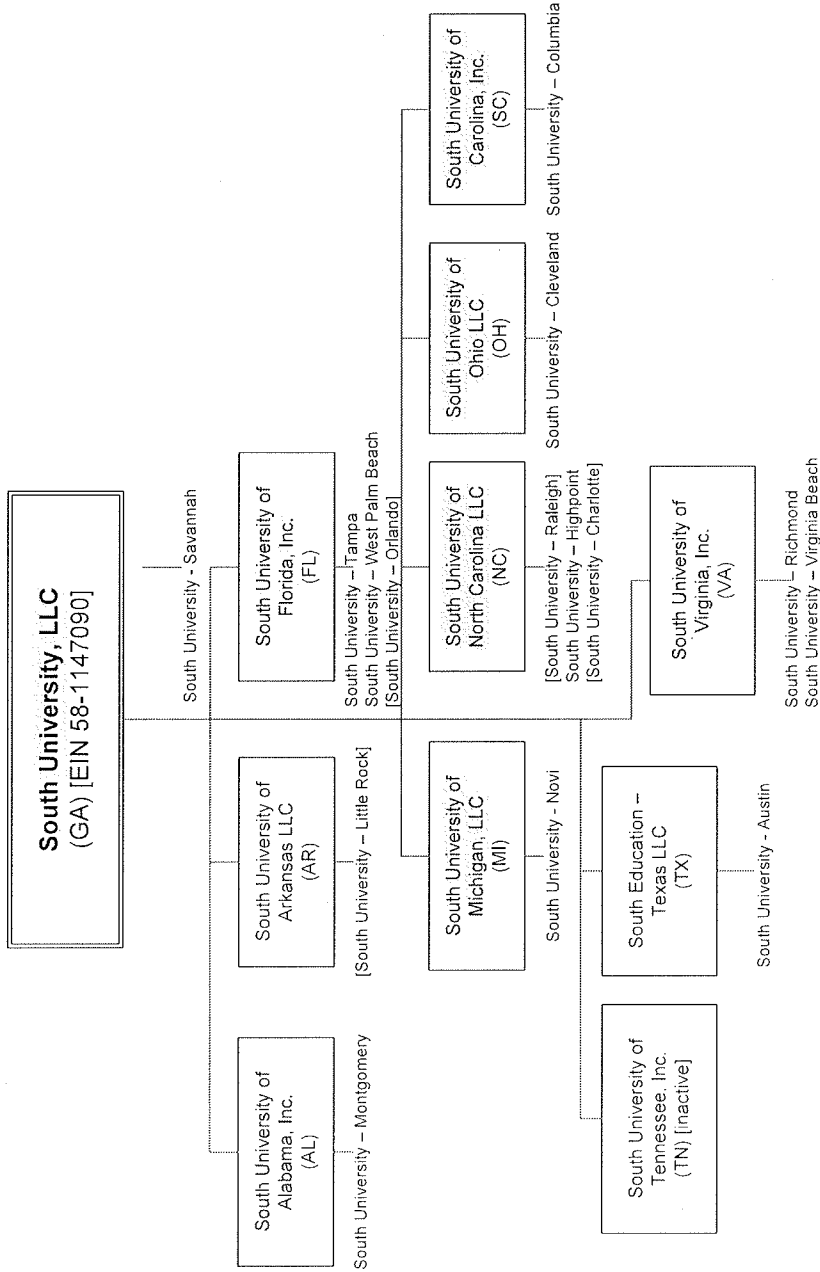 South University, LLC
(GA) [EIN 58-1147090]
South University - Savannah
South University of
Alabama, Inc.
(AL)
South University – Montgomery
South University of
Arkansas LLC
(AR)
[South University – Little Rock]
South University of
Florida, Inc.
(FL)
South University – Tampa
South University – West Palm Beach
[South University – Orlando]
South University of
Michigan, LLC
(MI)
South University - Novi
South University of
North Carolina LLC
(NC)
[South University – Raleigh]
South University – Highpoint
[South University – Charlotte]
South University of
Ohio LLC
(OH)
South University – Cleveland
South University of
Carolina, Inc.
(SC)
South University – Columbia
South University of
Tennessee, Inc.
(TN) [inactive]
South Education –
Texas LLC
(TX)
South University - Austin
South University of
Virginia, Inc.
(VA)
South University – Richmond
South University – Virginia Beach